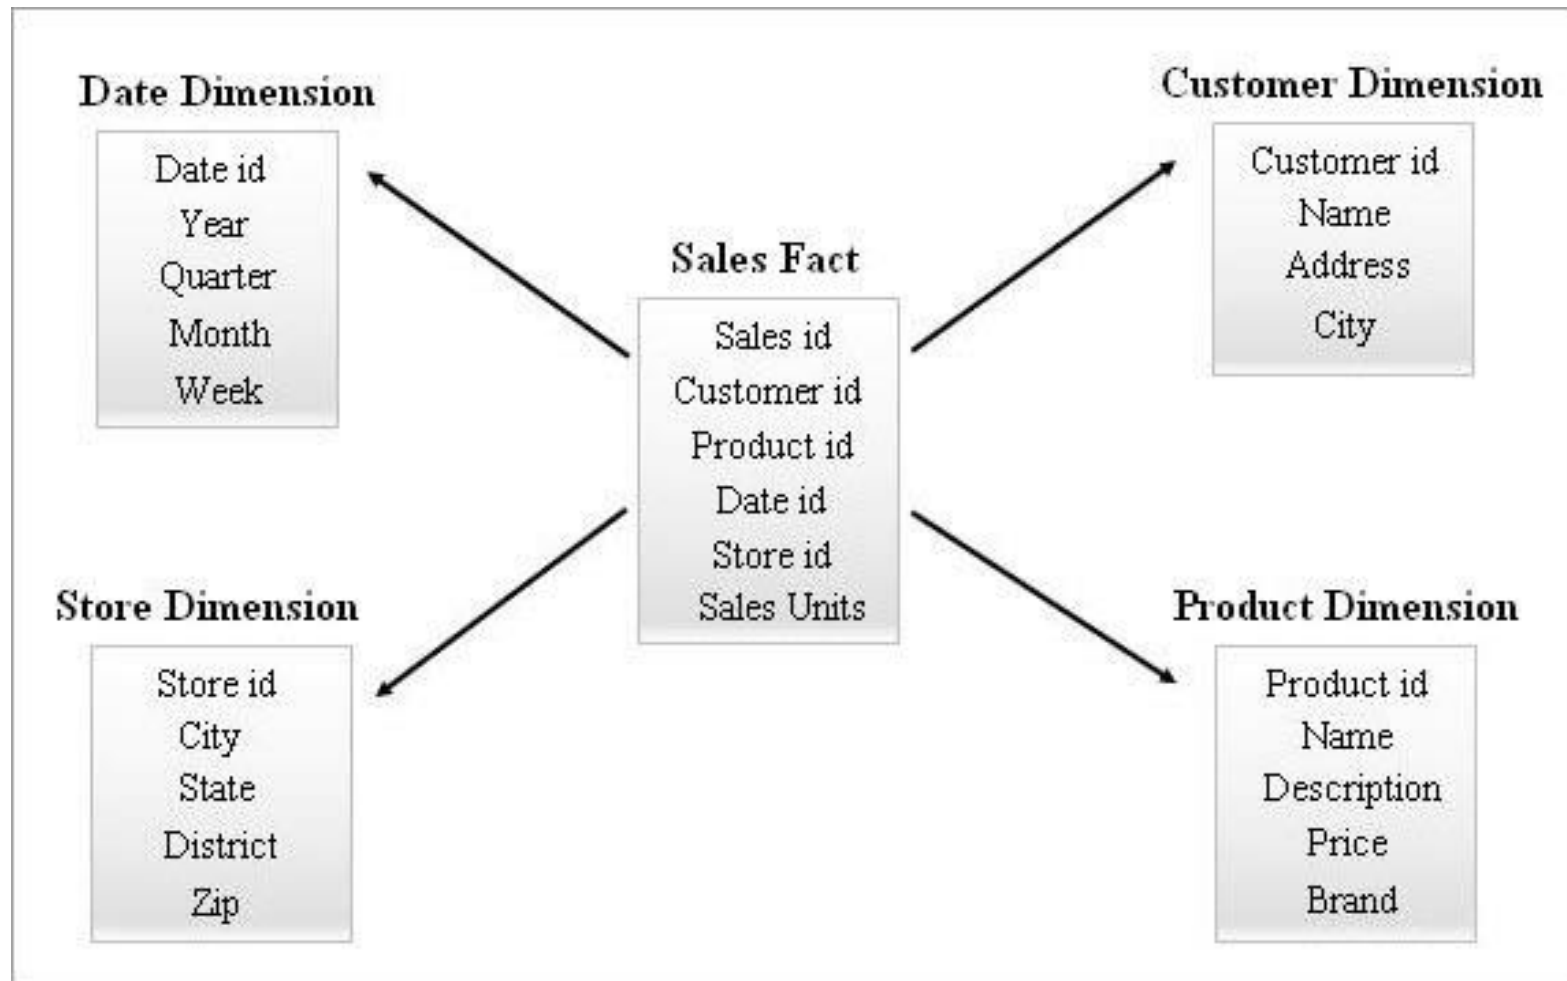 Date Dimension
Date id
Year
Quarter
Month
Week
Customer Dimension
Customer id
Name
Address
City
Sales Fact
Sales id
Customer id
Product id
Date id
Store id
Sales Units
Store Dimension
Store id
City
State
District
Zip
Product Dimension
Product id
Name
Description
Price
Brand